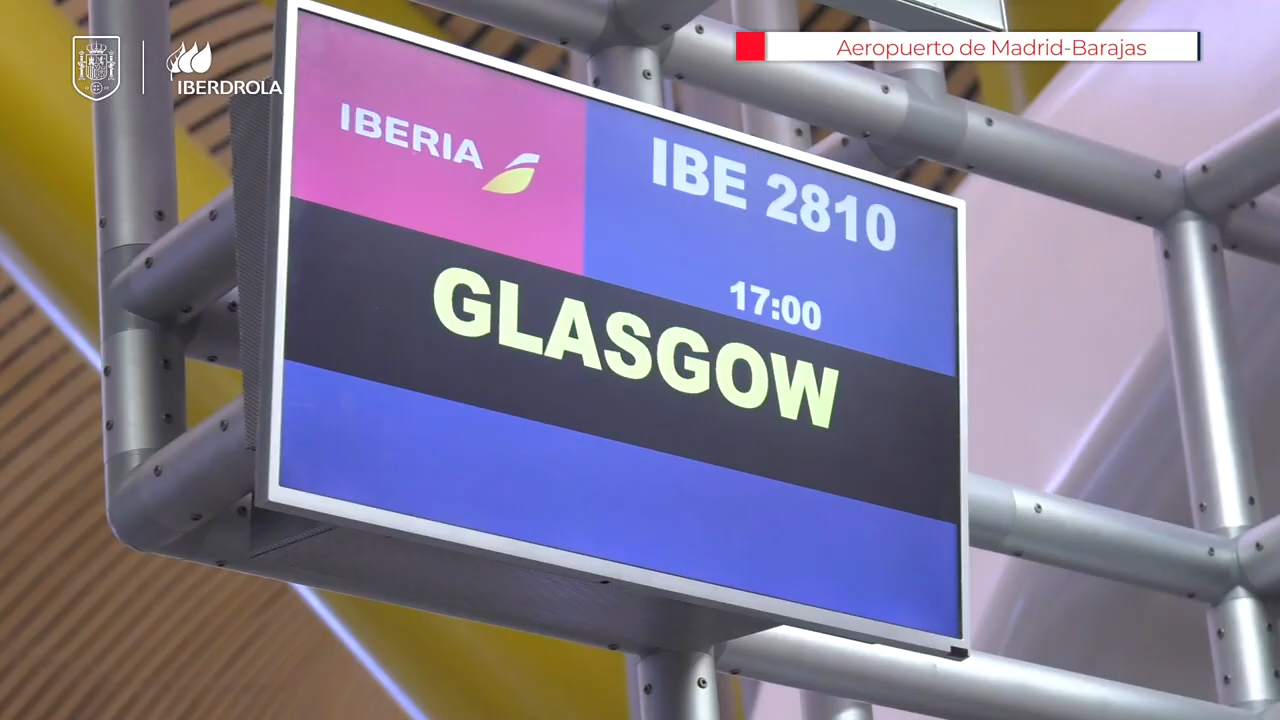 IBERDROLA
Aeropuerto de Madrid-Barajas
IBERIA
IBE 2810
17:00
GLASGOW